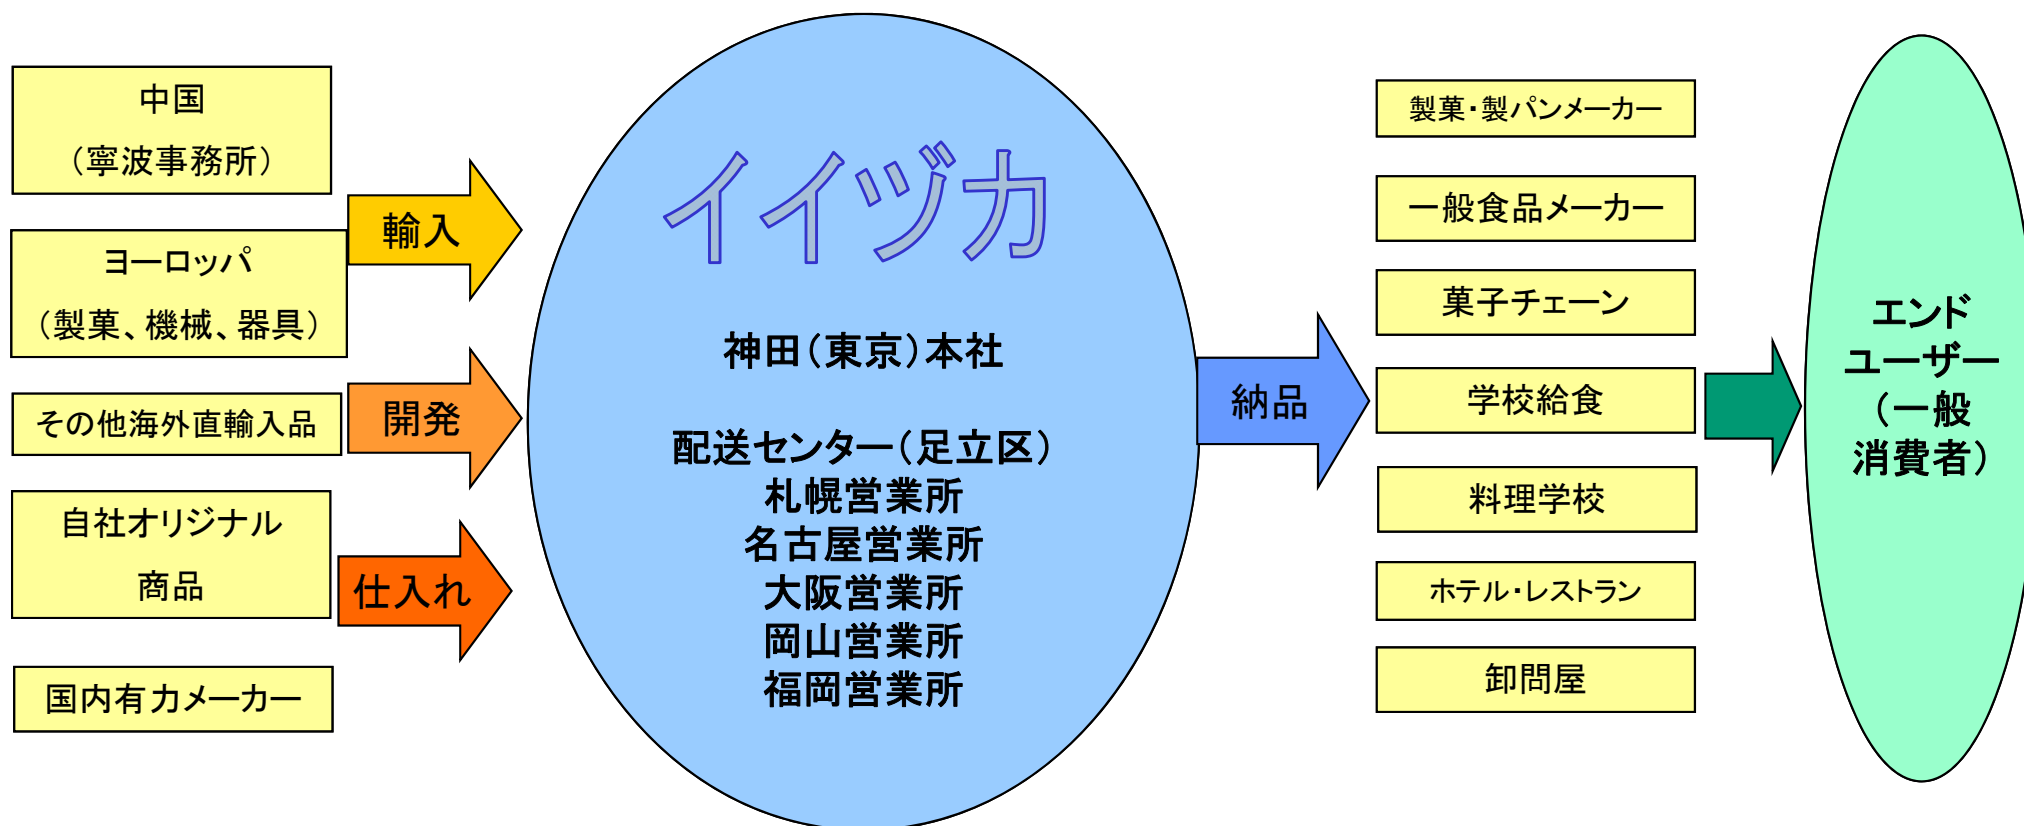 中国
（寧波事務所）
ヨーロッパ
（製菓、機械、器具）
その他海外直輸入品
自社オリジナル
商品
国内有力メーカー
輸入
開発
仕入れ
イイヅカ
神田（東京）本社
配送センター（足立区）
札幌営業所
名古屋営業所
大阪営業所
岡山営業所
福岡営業所
納品
製菓・製パンメーカー
一般食品メーカー
菓子チェーン
学校給食
料理学校
ホテル・レストラン
卸問屋
エンド
ユーザー
（一般
消費者）